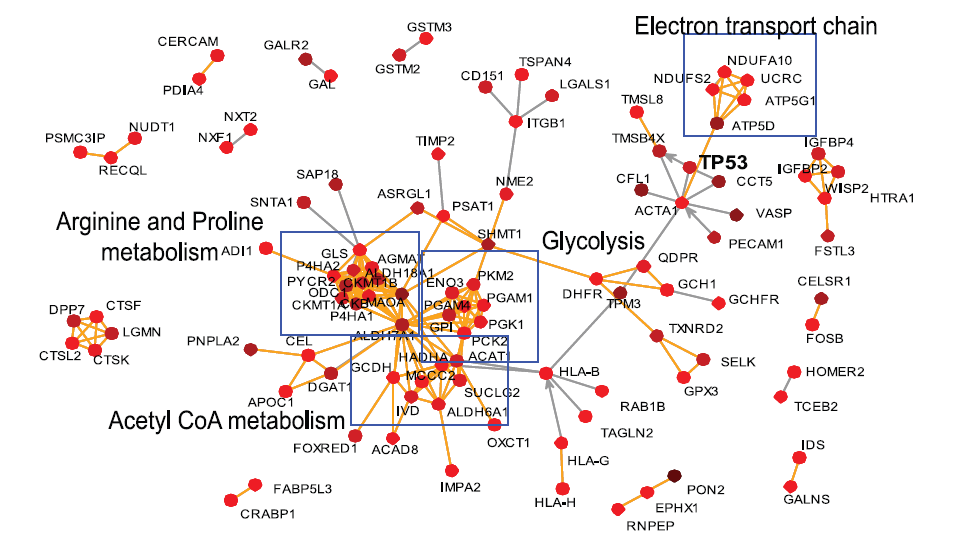 Electron transport chain
GSTM3
CERCAM
GALR2
GSTM2
TSPAN4
NDUFA10
CD151
NDUFS2
UCRC
PDIA4
GAL
LGALS1
TMSL8
ATP5G1
NXT2
ITGB1
ATP5D
PSMC3IP
NUDT1
NXF1
TIMP2
TMSB4X
IGFBP4
RECQL
TP53
IGFBP2
SAP18
NME2
CFL1
CCT5
WISP2
HTRA1
SNTA1
ASRGL1
PSAT1
ACTA1
VASP
Arginine and Proline
metabolism
SHMT1
Glycolysis
PECAM1
FSTL3
ADI1
GLS
AGMAT
QDPR
P4HA2
ALDH18A1
PKM2
CELSR1
PYCR2
CKMT1B
ENO3
GCH1
ODC1
DHFR
TPM3
GCHFR
CKMT1A
CKB
MAOA
PGAM4
PGAM1
DPP7
CTSF
P4HA1
GPI
PGK1
LGMN
ALDH7A1
TXNRD2
FOSB
PNPLA2
CEL
PCK2
CTSL2
CTSK
HADHA
ACAT1
SELK
GCDH
MCCC2
HLA-B
HOMER2
DGAT1
SUCLG2
GPX3
APOC1
RAB1B
TCEB2
Acetyl CoA metabolism
IVD
ALDH6A1
TAGLN2
FOXRED1
ACAD8
OXCT1
IDS
HLA-G
IMPA2
FABP5L3
PON2
GALNS
CRABP1
HLA-H
EPHX1
RNPEP